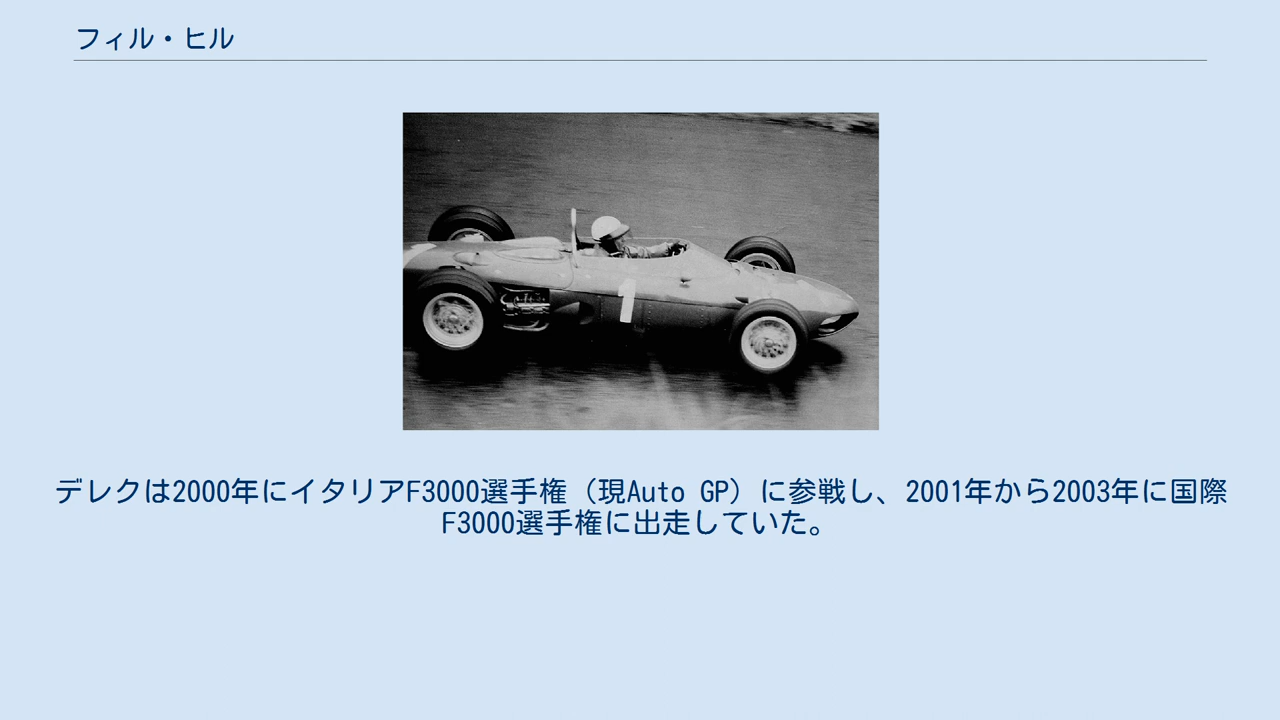 フィル・ヒル
1
デレクは2000年にイタリアF3000選手権（現Auto GP）に参戦し、2001年から2003年に国際
F3000選手権に出走していた。